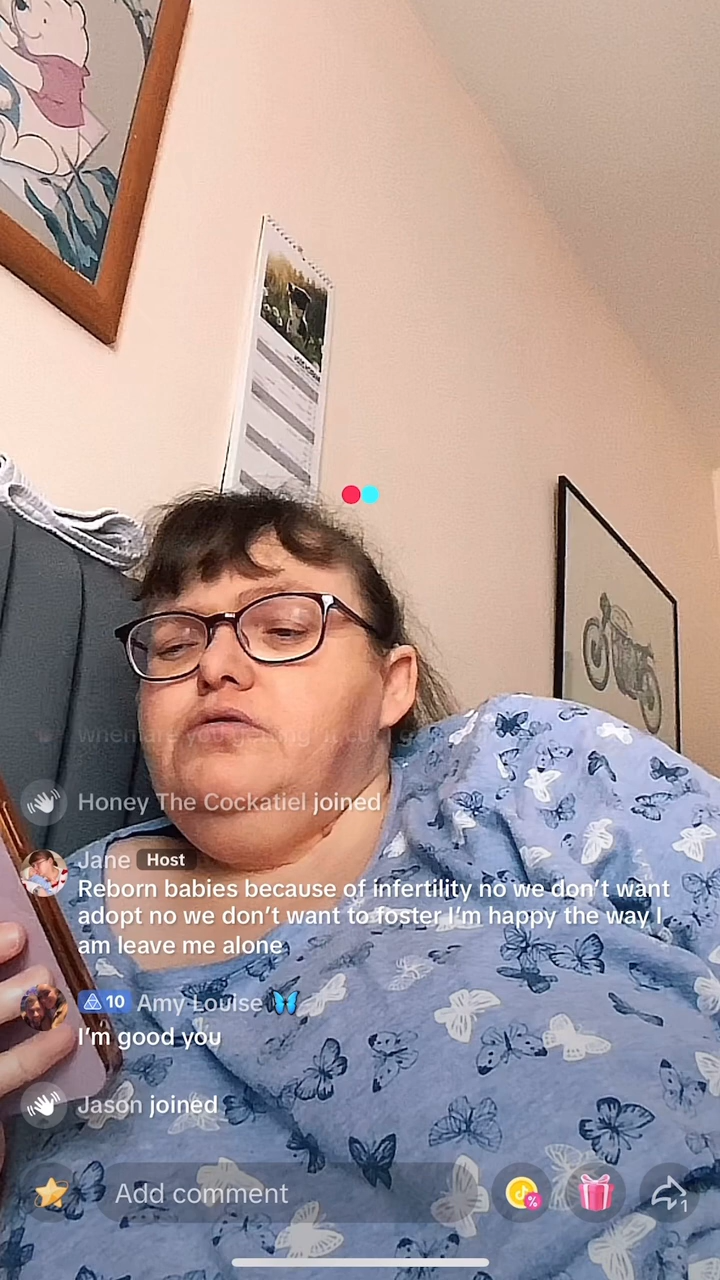 Honey The Cockatiel joined
Jane Host
Reborn babies because of infertility no we don't want
adopt no we don't want to foster I'm happy the way I
am leave me alone
10 Amy Louise 🦋
I'm good you
Jason joined
Add comment
1